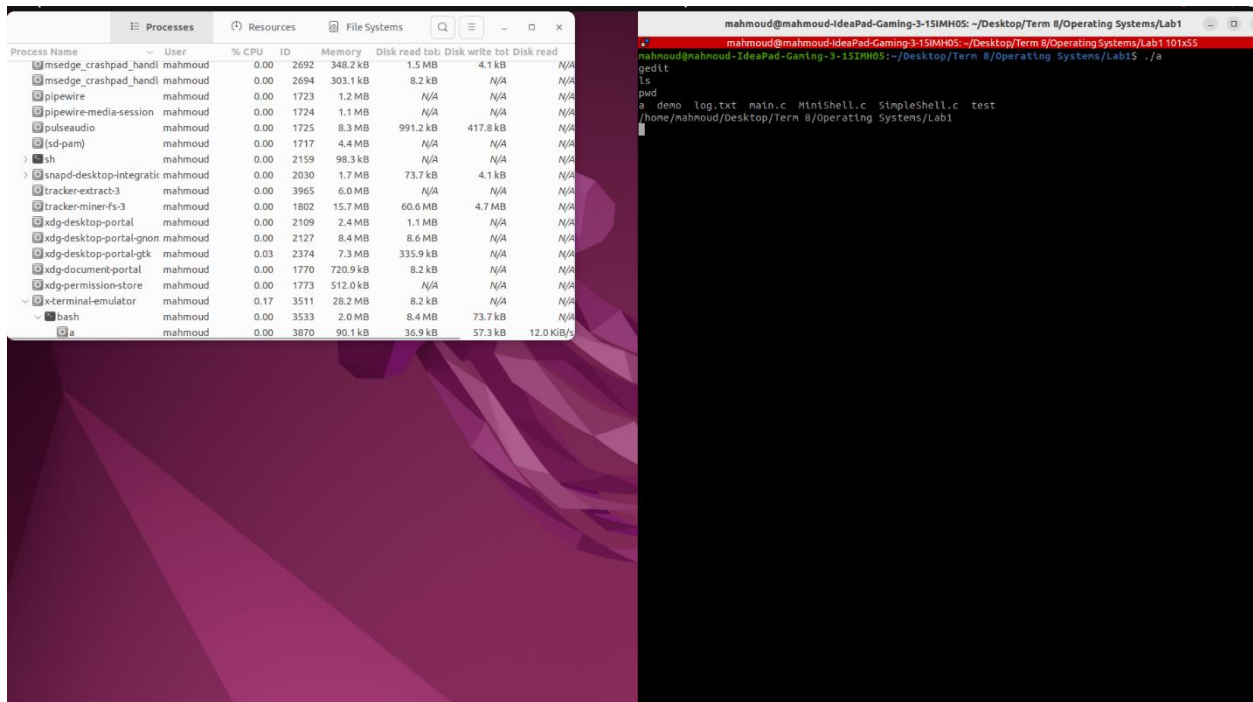 Processes Resources File Systems
Process Name User % CPU ID Memory Disk read tota Disk write tot Disk read
msedge_crashpad_handl mahmoud 0.00 2692 348.2 kB 1.5 MB 4.1 kB N/A
msedge_crashpad_handl mahmoud 0.00 2694 303.1 kB 8.2 kB N/A N/A
pipewire mahmoud 0.00 1723 1.2 MB N/A N/A N/A
pipewire-media-session mahmoud 0.00 1724 1.1 MB N/A N/A N/A
pulseaudio mahmoud 0.00 1725 8.3 MB 991.2 kB 417.8 kB N/A
(sd-pam) mahmoud 0.00 1717 4.4 MB N/A N/A N/A
sh mahmoud 0.00 2159 98.3 kB N/A N/A N/A
snapd-desktop-integratic mahmoud 0.00 2030 1.7 MB 73.7 kB 4.1 kB N/A
tracker-extract-3 mahmoud 0.00 3965 6.0 MB N/A N/A N/A
tracker-miner-fs-3 mahmoud 0.00 1802 15.7 MB 60.6 MB 4.7 MB N/A
xdg-desktop-portal mahmoud 0.00 2109 2.4 MB 1.1 MB N/A N/A
xdg-desktop-portal-gnom mahmoud 0.00 2127 8.4 MB 8.6 MB N/A N/A
xdg-desktop-portal-gtk mahmoud 0.03 2374 7.3 MB 335.9 kB N/A N/A
xdg-document-portal mahmoud 0.00 1770 720.9 kB 8.2 kB N/A N/A
xdg-permission-store mahmoud 0.00 1773 512.0 kB N/A N/A N/A
x-terminal-emulator mahmoud 0.17 3511 28.2 MB 8.2 kB N/A N/A
bash mahmoud 0.00 3533 2.0 MB 8.4 MB 73.7 kB N/A
a mahmoud 0.00 3870 90.1 kB 36.9 kB 57.3 kB 12.0 KiB/s
mahmoud@mahmoud-IdeaPad-Gaming-3-15IMH05: ~/Desktop/Term 8/Operating Systems/Lab1
mahmoud@mahmoud-IdeaPad-Gaming-3-15IMH05: ~/Desktop/Term 8/Operating Systems/Lab1 101x55
mahmoud@mahmoud-IdeaPad-Gaming-3-15IMH05:~/Desktop/Term 8/Operating Systems/Lab1$ ./a
gedit
ls
pwd
a demo log.txt main.c MiniShell.c SimpleShell.c test
/home/mahmoud/Desktop/Term 8/Operating Systems/Lab1